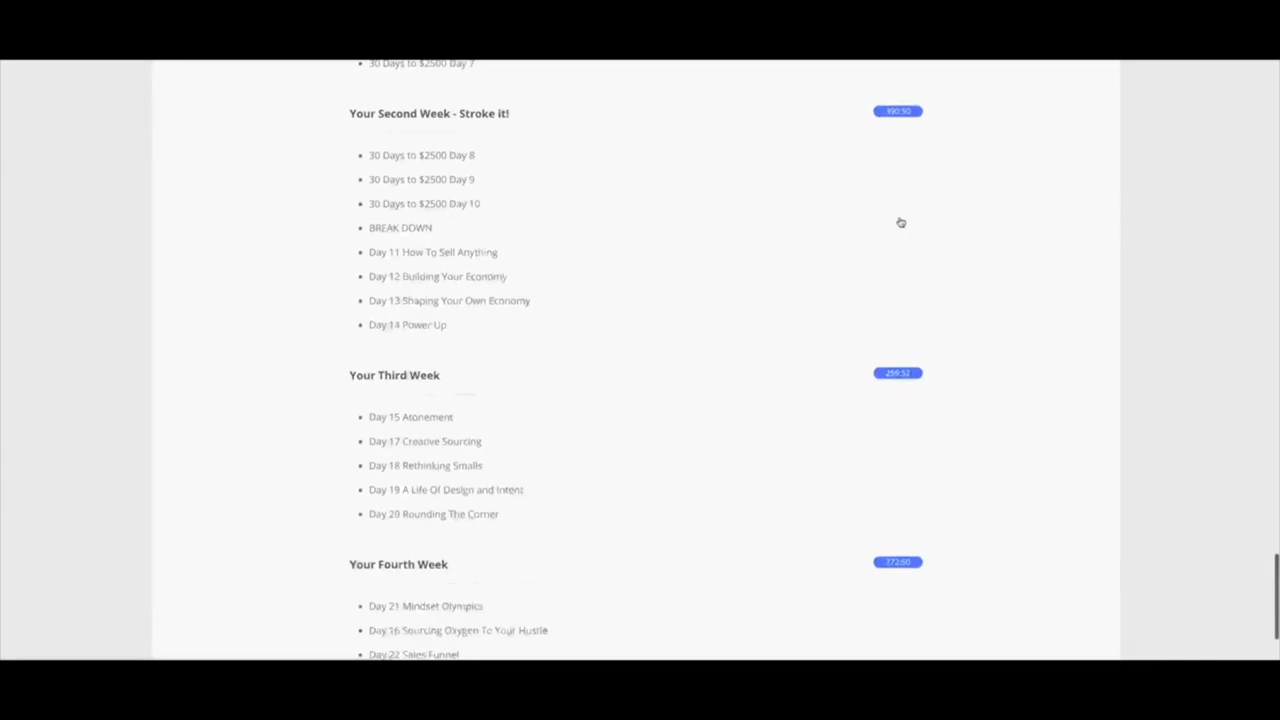 30 Days to $2500 Day 7
Your Second Week - Stroke it!
390:50
30 Days to $2500 Day 8
30 Days to $2500 Day 9
30 Days to $2500 Day 10
BREAK DOWN
Day 11 How To Sell Anything
Day 12 Building Your Economy
Day 13 Shaping Your Own Economy
Day 14 Power Up
Your Third Week
259:52
Day 15 Atonement
Day 17 Creative Sourcing
Day 18 Rethinking Smalls
Day 19 A Life Of Design and Intent
Day 20 Rounding The Corner
Your Fourth Week
Day 21 Mindset Olympics
Day 16 Sourcing Oxygen To Your Hustle
Day 22 Sales Funnel